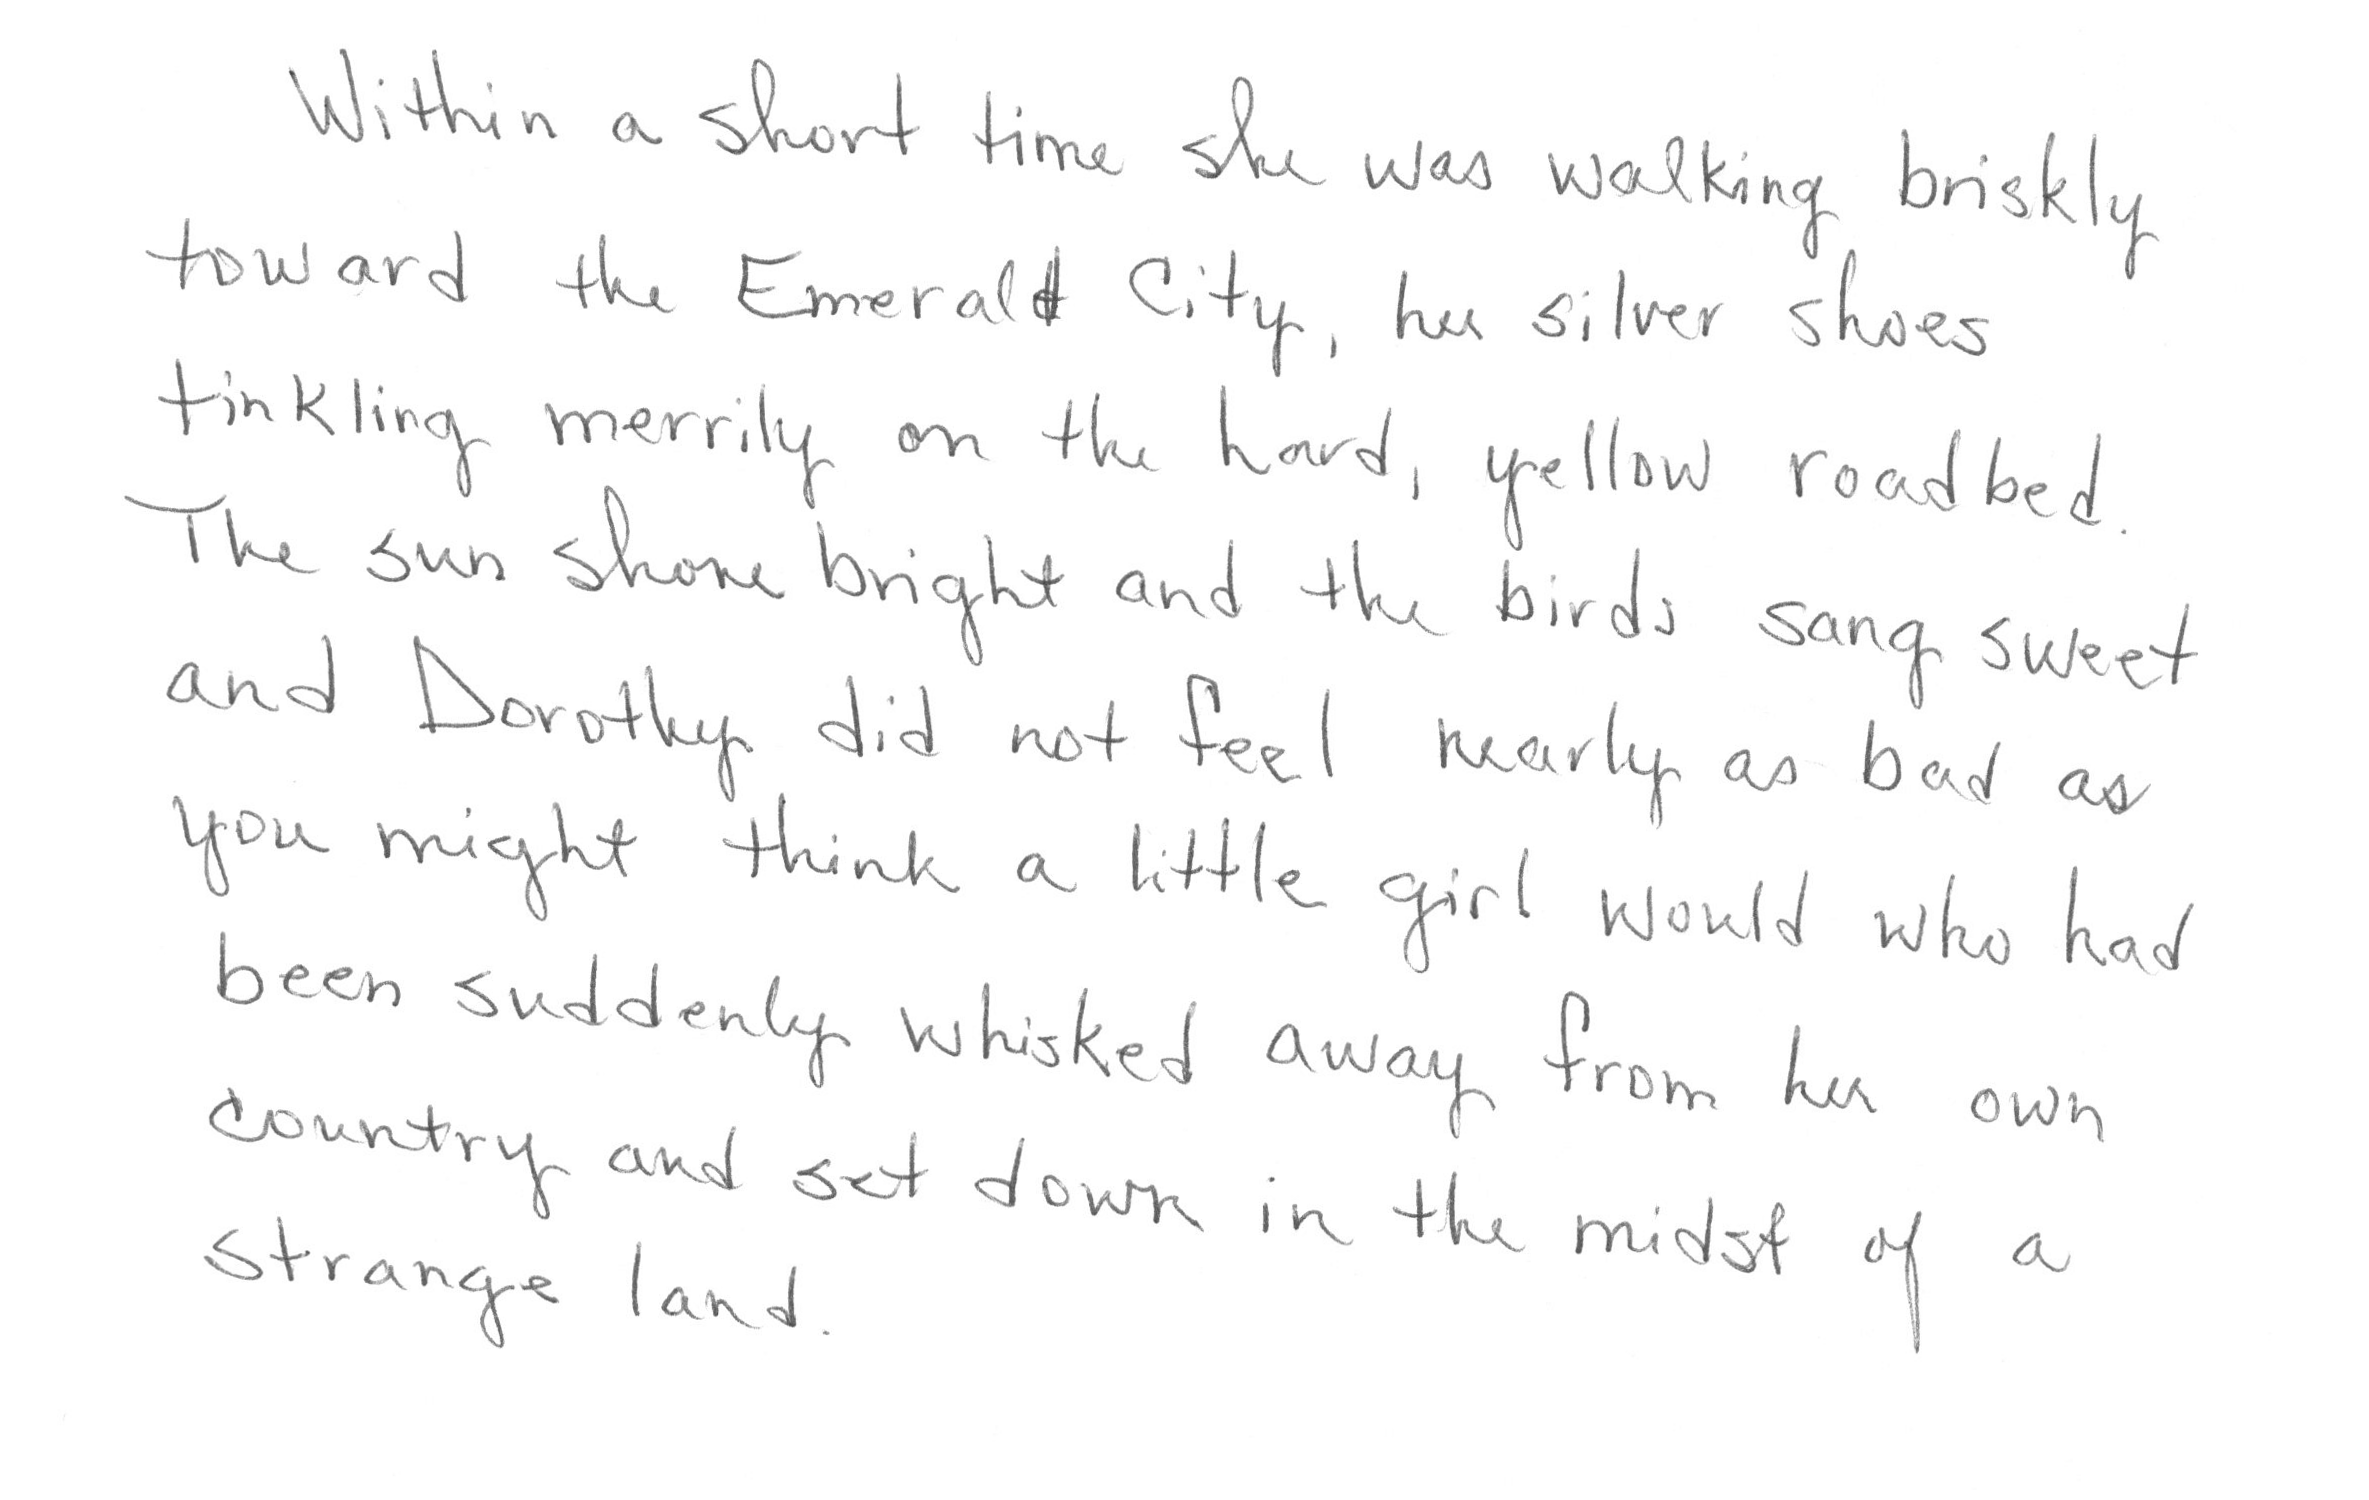 Within a short time she was walking briskly
toward the Emerald City, her silver shoes
tinkling merrily on the hard, yellow roadbed.
The sun shone bright and the birds sang sweet
and Dorothy did not feel nearly as bad as
you might think a little girl would who had
been suddenly whisked away from her own
country and set down in the midst of a
strange land.